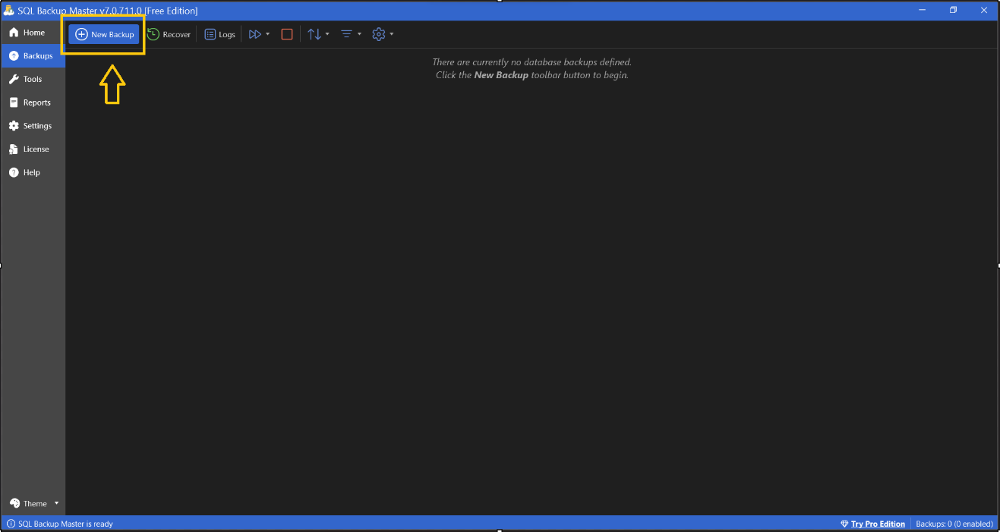 SQL Backup Master v7.0.711.0 [Free Edition]
Home
New Backup
Recover
Logs
Backups
There are currently no database backups defined.
Click the New Backup toolbar button to begin.
Tools
Reports
Settings
License
Help
Theme
SQL Backup Master is ready
Try Pro Edition
Backups: 0 (0 enabled)